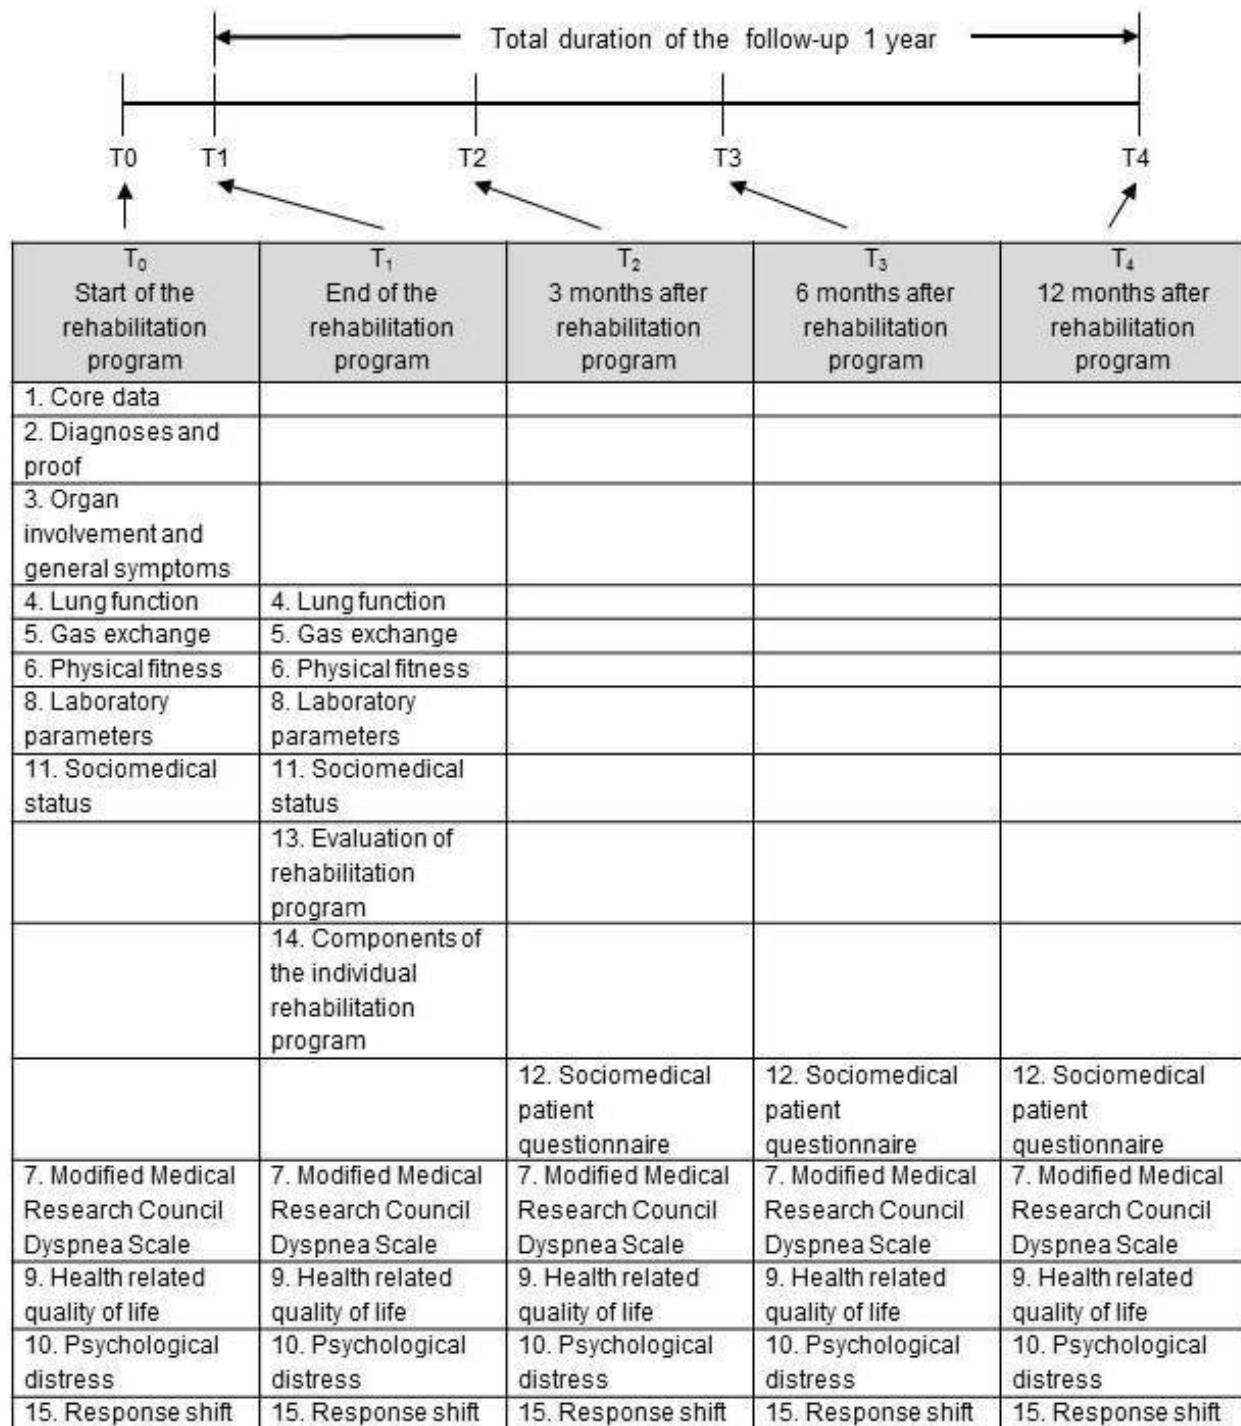 Total duration of the follow-up 1 year
T0 T1 T2 T3 T4
T₀ T₁ T₂ T₃ T₄
Start of the End of the 3 months after 6 months after 12 months after
rehabilitation rehabilitation rehabilitation rehabilitation rehabilitation
program program program program program
1. Core data
2. Diagnoses and
proof
3. Organ
involvement and
general symptoms
4. Lung function 4. Lung function
5. Gas exchange 5. Gas exchange
6. Physical fitness 6. Physical fitness
8. Laboratory 8. Laboratory
parameters parameters
11. Sociomedical 11. Sociomedical
status status
13. Evaluation of
rehabilitation
program
14. Components of
the individual
rehabilitation
program
12. Sociomedical 12. Sociomedical 12. Sociomedical
patient patient patient
questionnaire questionnaire questionnaire
7. Modified Medical 7. Modified Medical 7. Modified Medical 7. Modified Medical 7. Modified Medical
Research Council Research Council Research Council Research Council Research Council
Dyspnea Scale Dyspnea Scale Dyspnea Scale Dyspnea Scale Dyspnea Scale
9. Health related 9. Health related 9. Health related 9. Health related 9. Health related
quality of life quality of life quality of life quality of life quality of life
10. Psychological 10. Psychological 10. Psychological 10. Psychological 10. Psychological
distress distress distress distress distress
15. Response shift 15. Response shift 15. Response shift 15. Response shift 15. Response shift